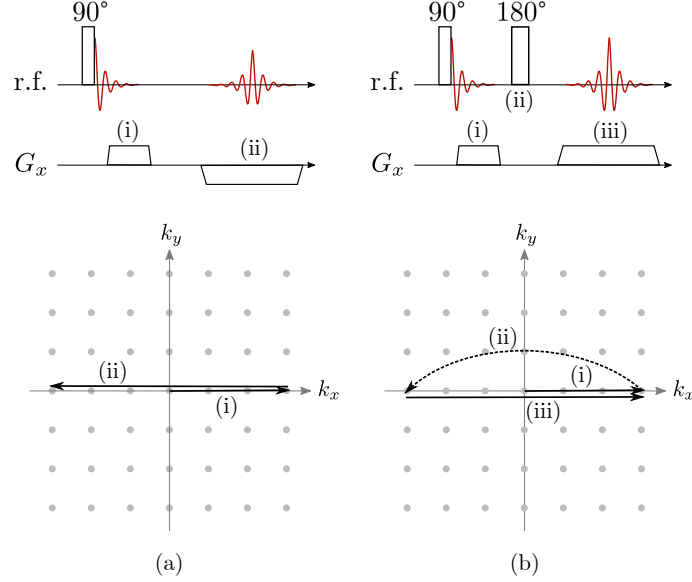 90°
r.f.
(i)
(ii)
G_x
k_y
(ii)
(i)
k_x
(a)
90° 180°
r.f.
(ii)
(i)
(iii)
G_x
k_y
(ii)
(i)
(iii)
k_x
(b)